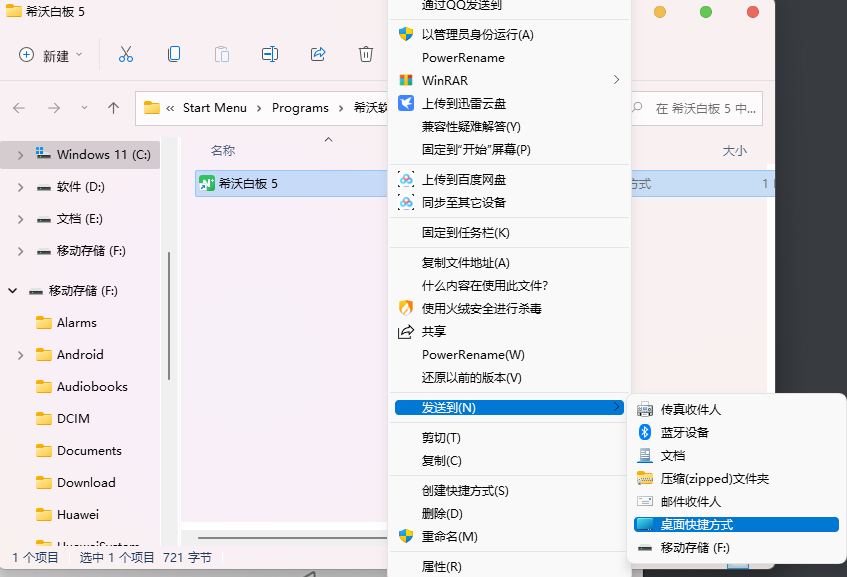 希沃白板 5
新建
« Start Menu > Programs > 希沃软
在 希沃白板 5 中...
Windows 11 (C:)
软件 (D:)
文档 (E:)
移动存储 (F:)
移动存储 (F:)
Alarms
Android
Audiobooks
DCIM
Documents
Download
Huawei
HuaweiSystem
名称
大小
希沃白板 5
方式
1
1 个项目
选中 1 个项目 721 字节
通过QQ发送到
以管理员身份运行(A)
PowerRename
WinRAR
上传到迅雷云盘
兼容性疑难解答(Y)
固定到"开始"屏幕(P)
上传到百度网盘
同步至其它设备
固定到任务栏(K)
复制文件地址(A)
什么内容在使用此文件?
使用火绒安全进行杀毒
共享
PowerRename(W)
还原以前的版本(V)
发送到(N)
剪切(T)
复制(C)
创建快捷方式(S)
删除(D)
重命名(M)
属性(R)
传真收件人
蓝牙设备
文档
压缩(zipped)文件夹
邮件收件人
桌面快捷方式
移动存储 (F:)